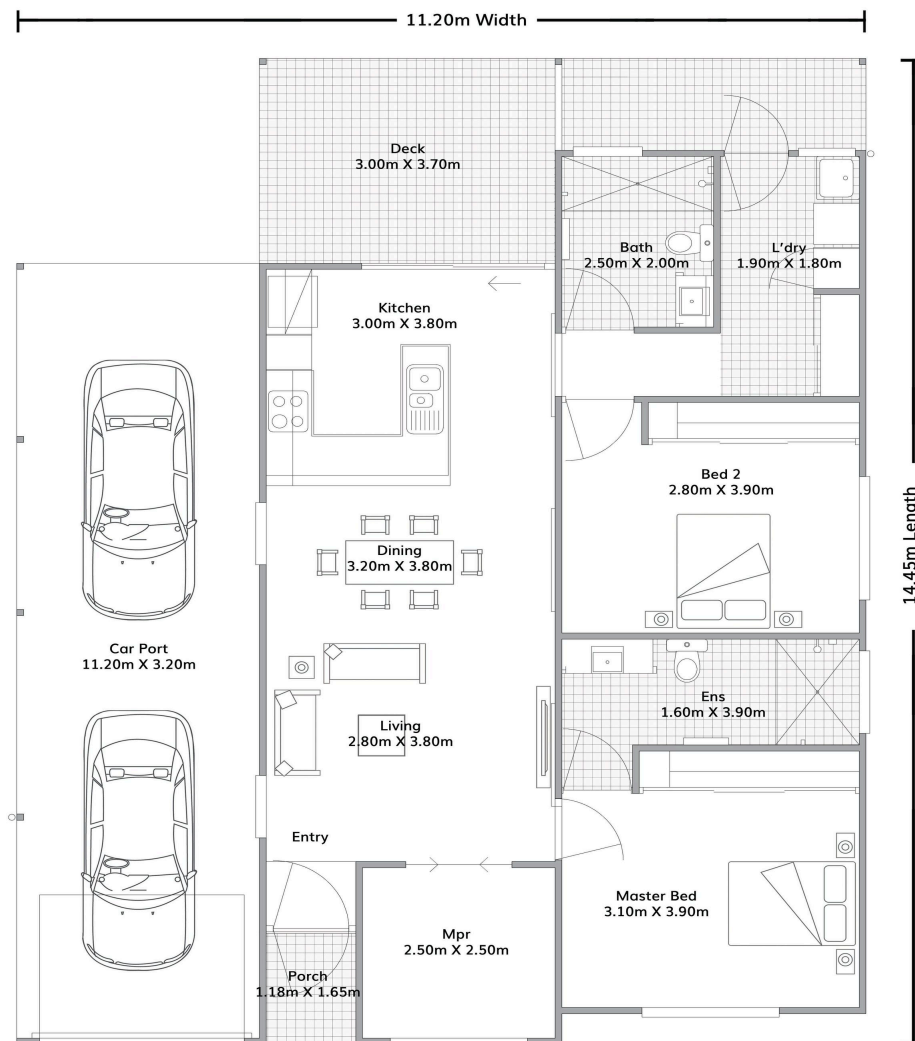 11.20m Width
Deck
3.00m X 3.70m
Bath
2.50m X 2.00m
L'dry
1.90m X 1.80m
Kitchen
3.00m X 3.80m
Bed 2
2.80m X 3.90m
14.45m Length
Dining
3.20m X 3.80m
Car Port
11.20m X 3.20m
Ens
1.60m X 3.90m
Living
2.80m X 3.80m
Entry
Master Bed
3.10m X 3.90m
Mpr
2.50m X 2.50m
Porch
1.18m X 1.65m